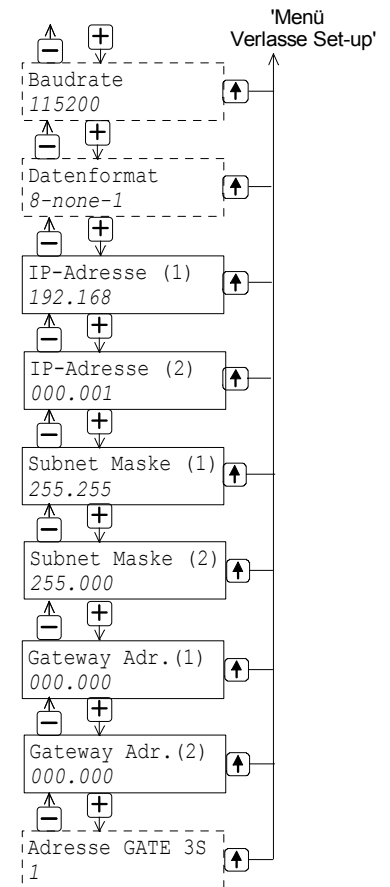 'Menü
Verlasse Set-up'
Baudrate
115200
Datenformat
8-none-1
IP-Adresse (1)
192.168
IP-Adresse (2)
000.001
Subnet Maske (1)
255.255
Subnet Maske (2)
255.000
Gateway Adr.(1)
000.000
Gateway Adr.(2)
000.000
Adresse GATE 3S
1